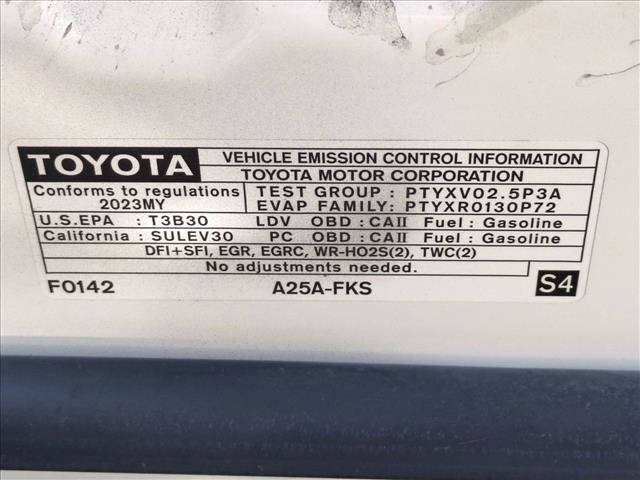 TOYOTA
VEHICLE EMISSION CONTROL INFORMATION
TOYOTA MOTOR CORPORATION
Conforms to regulations
2023MY
TEST GROUP : PTYXV02.5P3A
EVAP FAMILY: PTYXR0130P72
U.S.EPA : T3B30 LDV OBD : CAII Fuel : Gasoline
California : SULEV30 PC OBD : CAII Fuel : Gasoline
DFI+SFI, EGR, EGRC, WR-HO2S(2), TWC(2)
No adjustments needed.
F0142 A25A-FKS S4